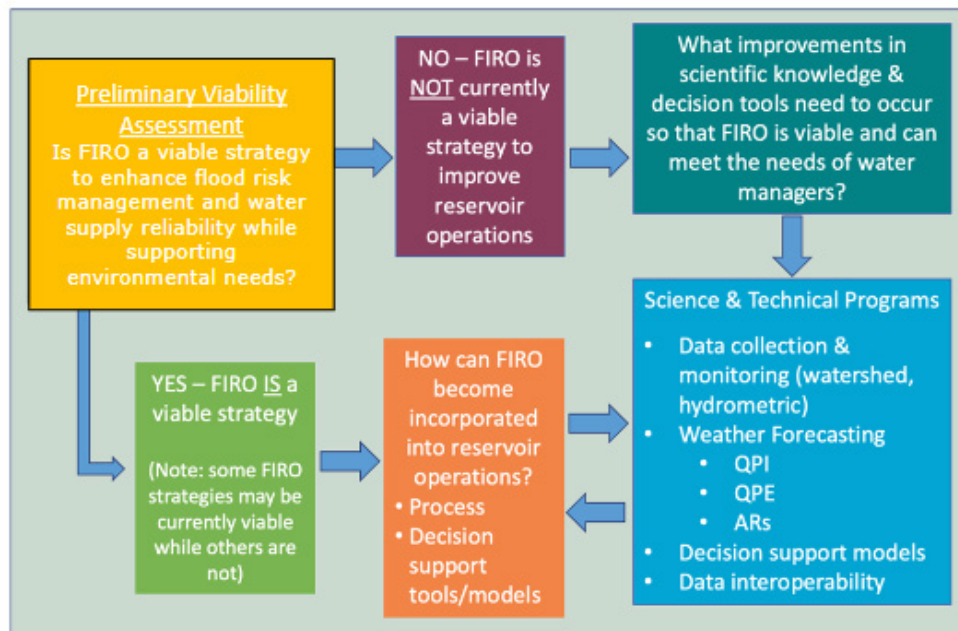 Preliminary Viability
Assessment
Is FIRO a viable strategy
to enhance flood risk
management and water
supply reliability while
supporting
environmental needs?
NO – FIRO is
NOT currently
a viable
strategy to
improve
reservoir
operations
What improvements in
scientific knowledge &
decision tools need to occur
so that FIRO is viable and can
meet the needs of water
managers?
YES – FIRO IS a
viable strategy
(Note: some FIRO
strategies may be
currently viable
while others are
not)
How can FIRO
become
incorporated
into reservoir
operations?
• Process
• Decision
support
tools/models
Science & Technical Programs
• Data collection &
monitoring (watershed,
hydrometric)
• Weather Forecasting
• QPI
• QPE
• ARs
• Decision support models
• Data interoperability